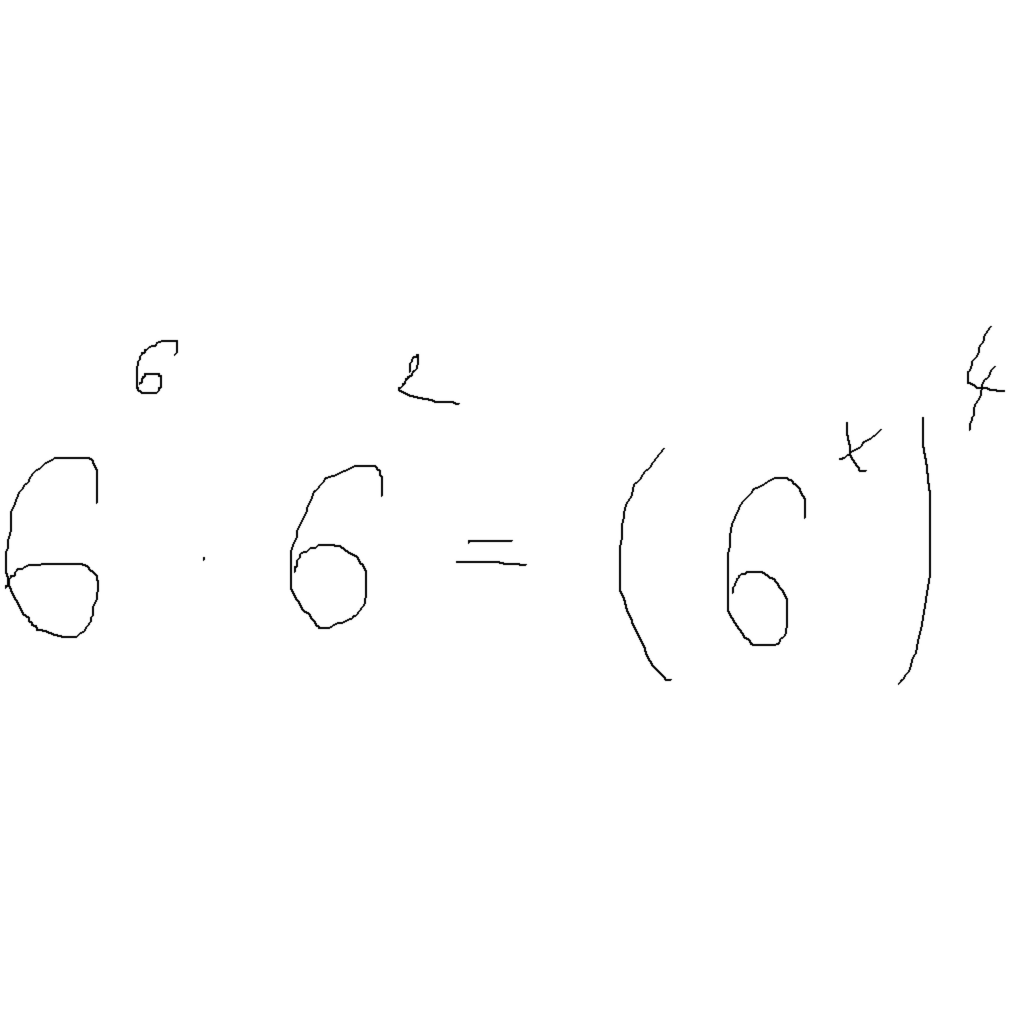 6⁶ · 6² = (6ˣ)⁴